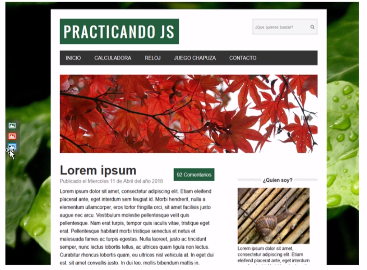 PRACTICANDO JS
¿Que quieres buscar?
INICIO CALCULADORA RELOJ JUEGO CHAPUZA CONTACTO
Lorem ipsum
92 Comentarios
Publicado el Miercoles 11 de Abril del año 2018
Lorem ipsum dolor sit amet, consectetur adipiscing elit. Etiam eleifend
placerat ante, eget interdum sem feugiat id. Morbi hendrerit, nulla a
elementum ullamcorper, eros tortor fringilla orci, sit amet facilisis justo
augue nec arcu. Vestibulum molestie pellentesque velit quis
pellentesque. Nam erat turpis, tempor quis iaculis vitae, tristique eget
erat. Pellentesque habitant morbi tristique senectus et netus et
malesuada fames ac turpis egestas. Nulla laoreet, justo ac tincidunt
semper, nunc lectus lobortis tellus, ac ultrices quam ligula non lectus.
Curabitur rhoncus lobortis quam, eu ultrices nisl vehicula at. In eget dui
est, sit amet convallis justo. In dui leo, mollis bibendum mattis in,
¿Quien soy?
Lorem ipsum dolor sit amet,
consectetur adipiscing elit. Etiam
eleifend placerat ante, eget interdum